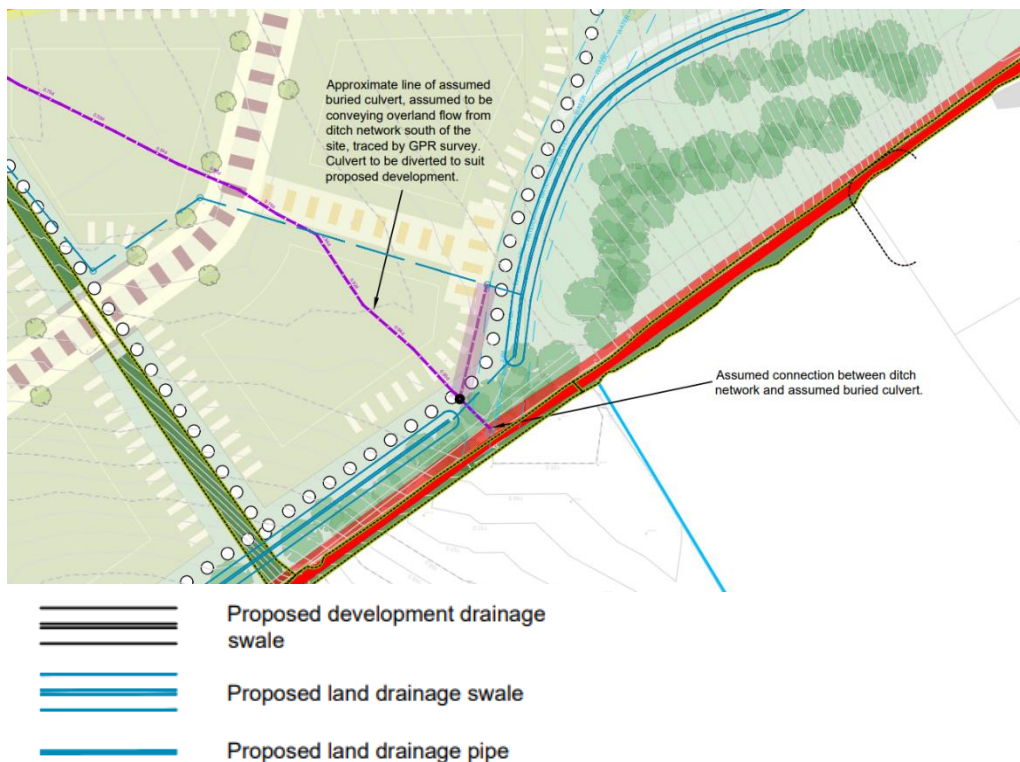 Approximate line of assumed
buried culvert, assumed to be
conveying overland flow from
ditch network south of the
site, traced by GPR survey.
Culvert to be diverted to suit
proposed development.
Assumed connection between ditch
network and assumed buried culvert.
Proposed development drainage
swale
Proposed land drainage swale
Proposed land drainage pipe